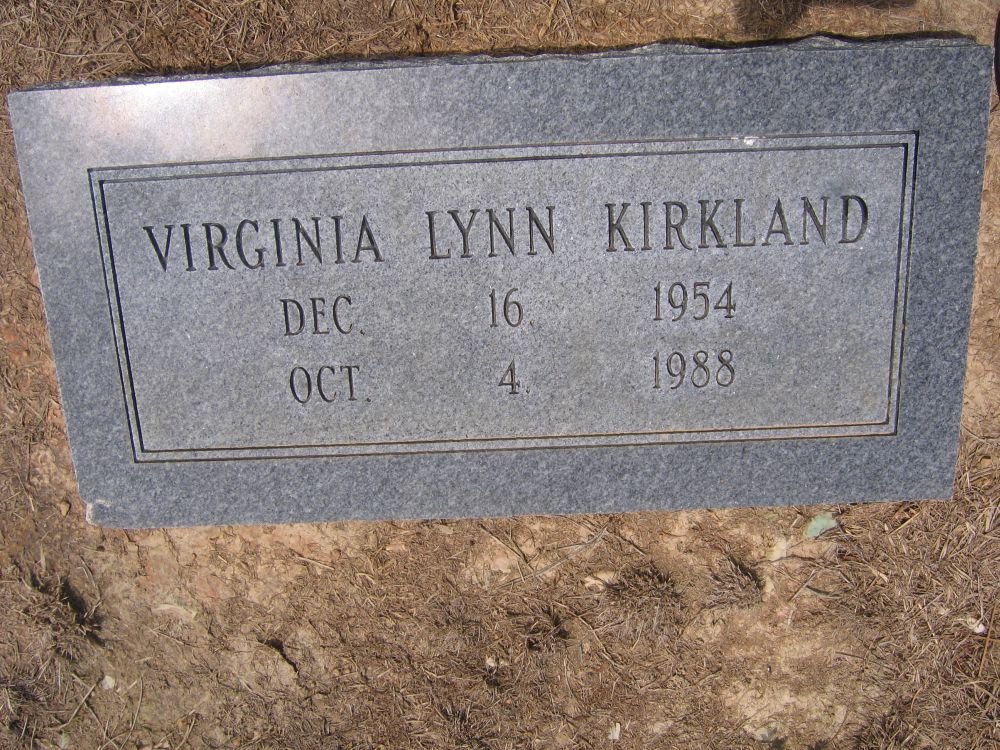 VIRGINIA LYNN KIRKLAND
DEC. 16. 1954
OCT. 4. 1988